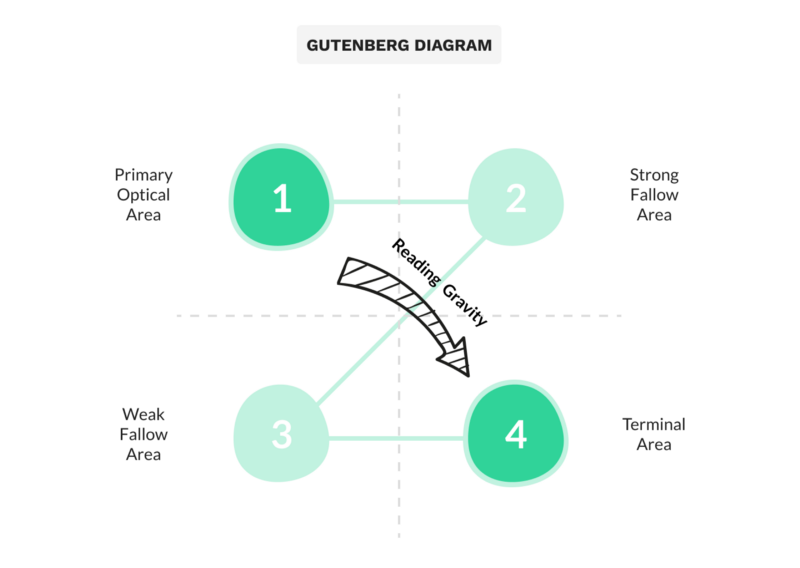 GUTENBERG DIAGRAM
Primary
Optical
Area
1
2
Strong
Fallow
Area
Reading Gravity
Weak
Fallow
Area
3
4
Terminal
Area